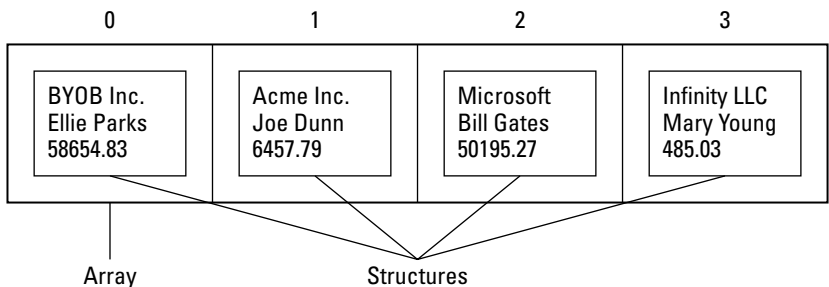 0 1 2 3
BYOB Inc.
Ellie Parks
58654.83
Acme Inc.
Joe Dunn
6457.79
Microsoft
Bill Gates
50195.27
Infinity LLC
Mary Young
485.03
Array Structures